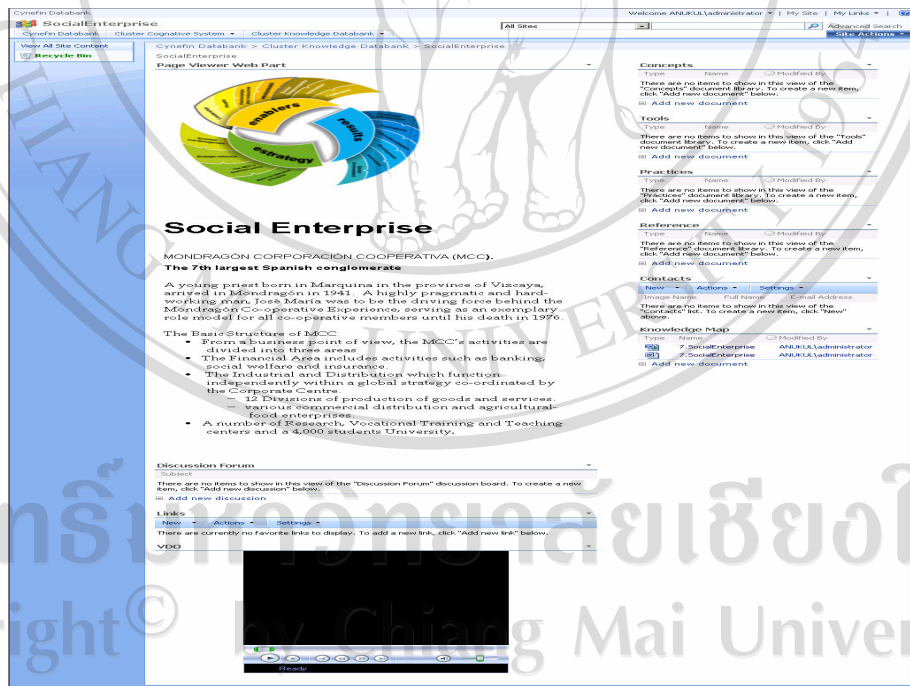 Cynefin Databank
Welcome ANUKUL\administrator | My Site | My Links |
SocialEnterprise
All Sites
Advanced Search
Cynefin Databank Cluster Cognative System Cluster Knowledge Databank
Site Actions
View All Site Content
Recycle Bin
Cynefin Databank > Cluster Knowledge Databank > SocialEnterprise
SocialEnterprise
Page Viewer Web Part
enablers
results
estrategy
Social Enterprise
MONDRAGÓN CORPORACIÓN COOPERATIVA (MCC).
The 7th largest Spanish conglomerate
A young priest born in Marquina in the province of Vizcaya,
arrived in Mondragón in 1941. A highly pragmatic and hard-
working man, José María was to be the driving force behind the
Mondragón Co-operative Experience, serving as an exemplary
role model for all co-operative members until his death in 1976.
The Basic Structure of MCC
• From a business point of view, the MCC's activities are
divided into three areas
• The Financial Area includes activities such as banking,
social welfare and insurance.
• The Industrial and Distribution which function
independently within a global strategy co-ordinated by
the Corporate Centre.
– 12 Divisions of production of goods and services.
– various commercial distribution and agricultural-
food enterprises.
• A number of Research, Vocational Training and Teaching
centers and a 4,000 students University.
Discussion Forum
Subject
There are no items to show in this view of the "Discussion Forum" discussion board. To create a new
item, click "Add new discussion" below.
Add new discussion
Links
New Actions Settings
There are currently no favorite links to display. To add a new link, click "Add new link" below.
VDO
Ready
Concepts
Type Name Modified By
There are no items to show in this view of the
"Concepts" document library. To create a new item,
click "Add new document" below.
Add new document
Tools
Type Name Modified By
There are no items to show in this view of the "Tools"
document library. To create a new item, click "Add
new document" below.
Add new document
Practices
Type Name Modified By
There are no items to show in this view of the
"Practices" document library. To create a new item,
click "Add new document" below.
Add new document
Reference
Type Name Modified By
There are no items to show in this view of the
"Reference" document library. To create a new item,
click "Add new document" below.
Add new document
Contacts
New Actions Settings
Image Name Full Name E-mail Address
There are no items to show in this view of the
"Contacts" list. To create a new item, click "New"
above.
Knowledge Map
Type Name Modified By
7.SocialEnterprise ANUKUL\administrator
7.SocialEnterprise ANUKUL\administrator
Add new document
1964
ทธิ์มหาวิทยาลัยเชียงใ
ight© by Chiang Mai Univer